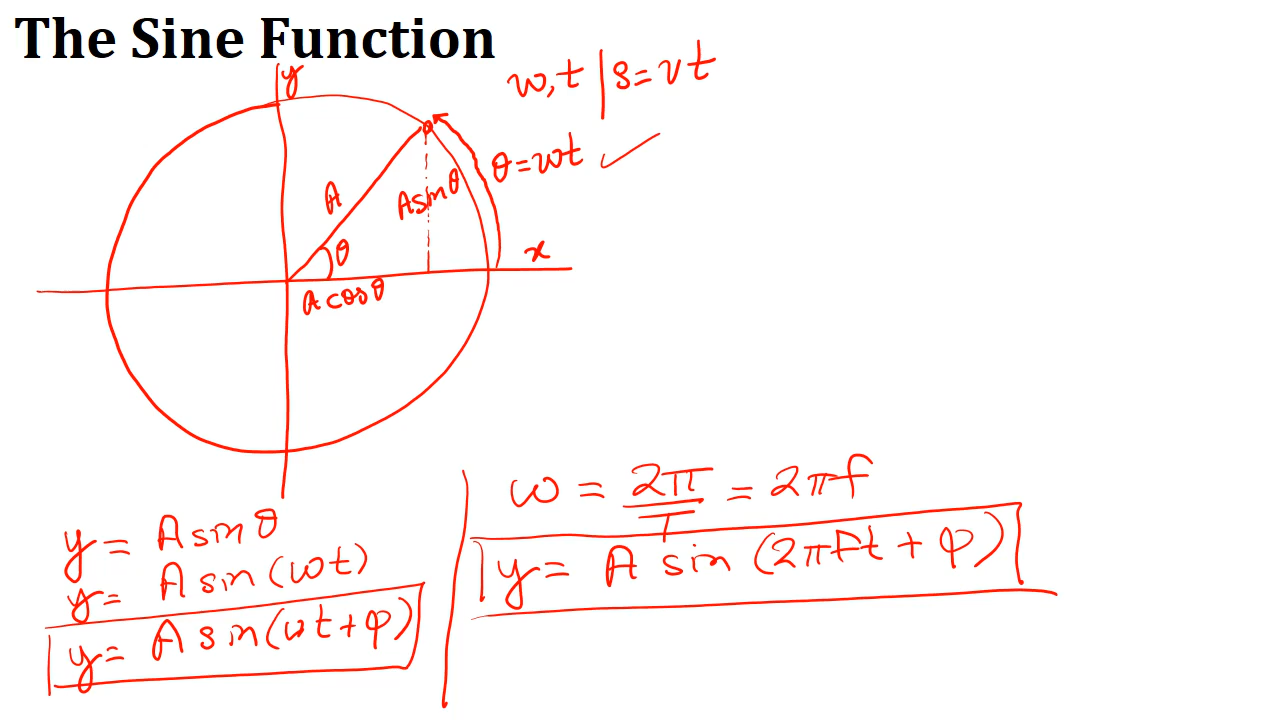 The Sine Function
y
ω, t | s = vt
θ = ωt ✓
A
A sin θ
θ
x
A cos θ
y = A sin θ
y = A sin (ωt)
y = A sin (ωt + φ)
ω = 2π/T = 2πf
y = A sin (2πft + φ)